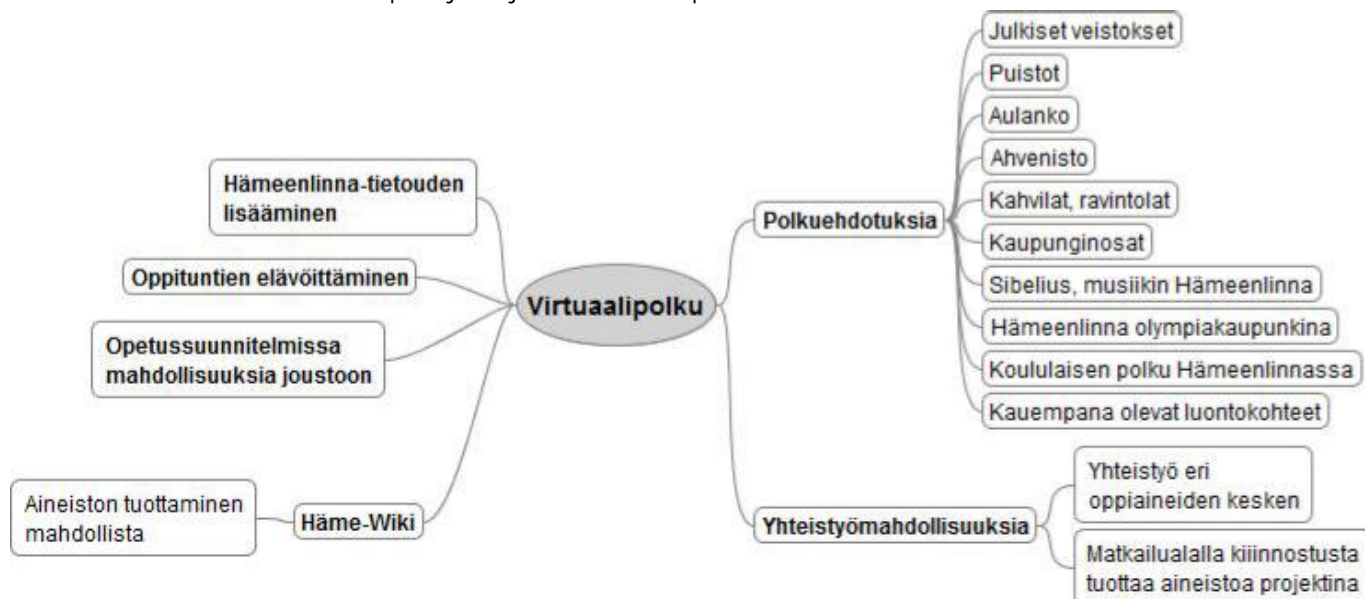 Hämeenlinna-tietouden
lisääminen
Oppituntien elävöittäminen
Opetussuunnitelmissa
mahdollisuuksia joustoon
Aineiston tuottaminen
mahdollista
Häme-Wiki
Virtuaalipolku
Polkuehdotuksia
Julkiset veistokset
Puistot
Aulanko
Ahvenisto
Kahvilat, ravintolat
Kaupunginosat
Sibelius, musiikin Hämeenlinna
Hämeenlinna olympiakaupunkina
Koululaisen polku Hämeenlinnassa
Kauempana olevat luontokohteet
Yhteistyömahdollisuuksia
Yhteistyö eri
oppiaineiden kesken
Matkailualalla kiiinnostusta
tuottaa aineistoa projektina